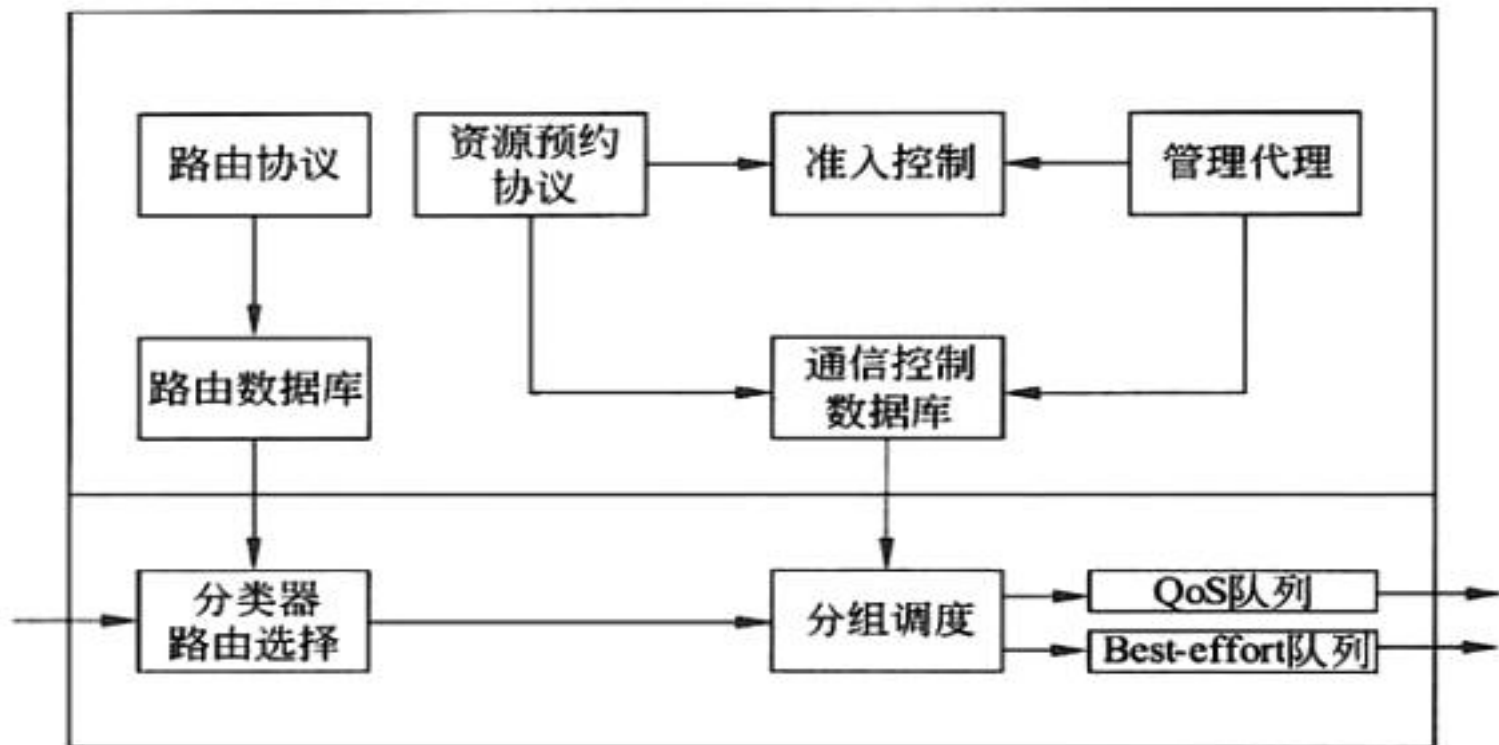 路由协议
资源预约
协议
准入控制
管理代理
路由数据库
通信控制
数据库
分类器
路由选择
分组调度
QoS队列
Best-effort队列